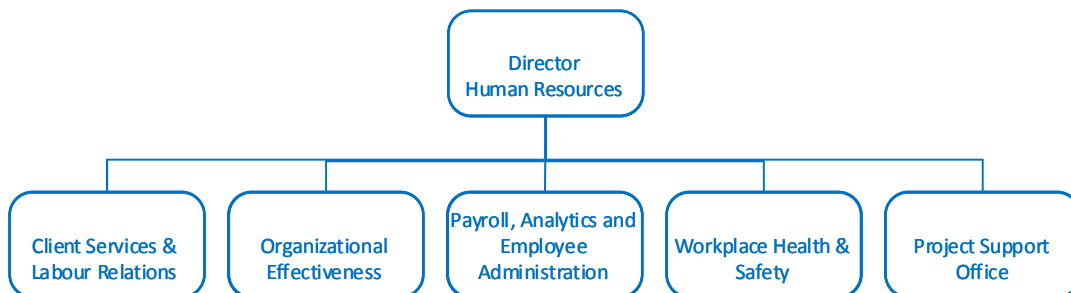 Director
Human Resources
Client Services &
Labour Relations
Organizational
Effectiveness
Payroll, Analytics and
Employee
Administration
Workplace Health &
Safety
Project Support
Office